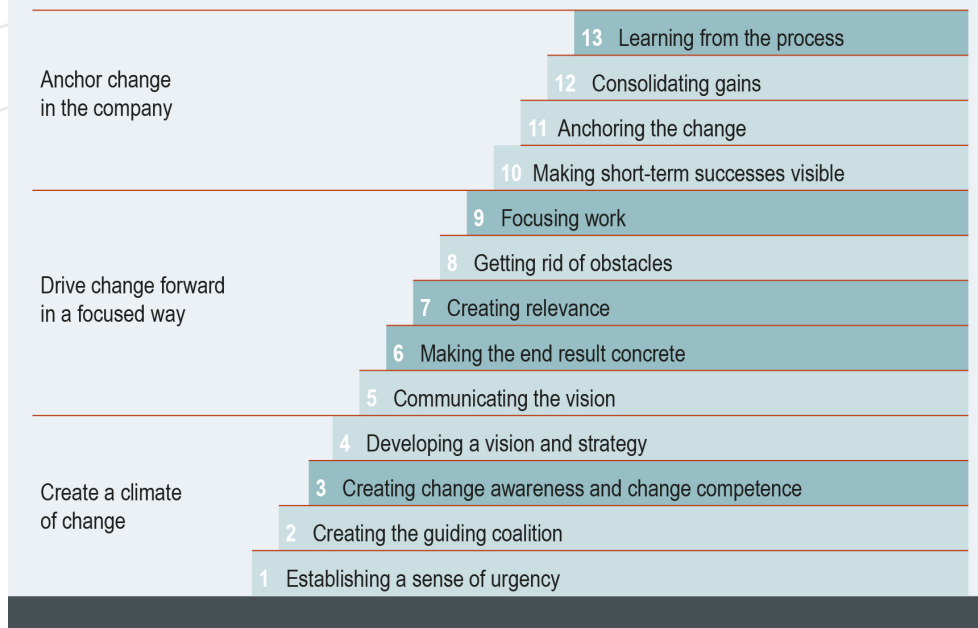 13 Learning from the process
12 Consolidating gains
Anchor change
in the company
11 Anchoring the change
10 Making short-term successes visible
9 Focusing work
8 Getting rid of obstacles
Drive change forward
in a focused way
7 Creating relevance
6 Making the end result concrete
5 Communicating the vision
4 Developing a vision and strategy
3 Creating change awareness and change competence
Create a climate
of change
2 Creating the guiding coalition
1 Establishing a sense of urgency